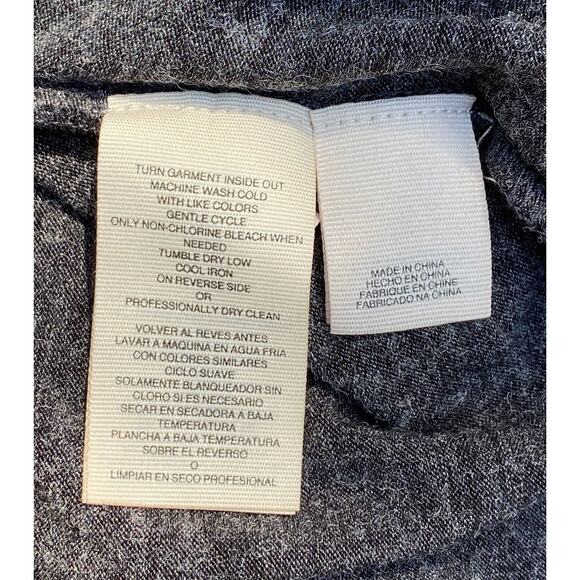 TURN GARMENT INSIDE OUT
MACHINE WASH COLD
WITH LIKE COLORS
GENTLE CYCLE
ONLY NON-CHLORINE BLEACH WHEN
NEEDED
TUMBLE DRY LOW
COOL IRON
ON REVERSE SIDE
OR
PROFESSIONALLY DRY CLEAN
VOLVER AL REVES ANTES
LAVAR A MAQUINA EN AGUA FRIA
CON COLORES SIMILARES
CICLO SUAVE
SOLAMENTE BLANQUEADOR SIN
CLORO SI ES NECESARIO
SECAR EN SECADORA A BAJA
TEMPERATURA
PLANCHA A BAJA TEMPERATURA
SOBRE EL REVERSO
O
LIMPIAR EN SECO PROFESIONAL
MADE IN CHINA
HECHO EN CHINA
FABRIQUE EN CHINE
FABRICADO NA CHINA